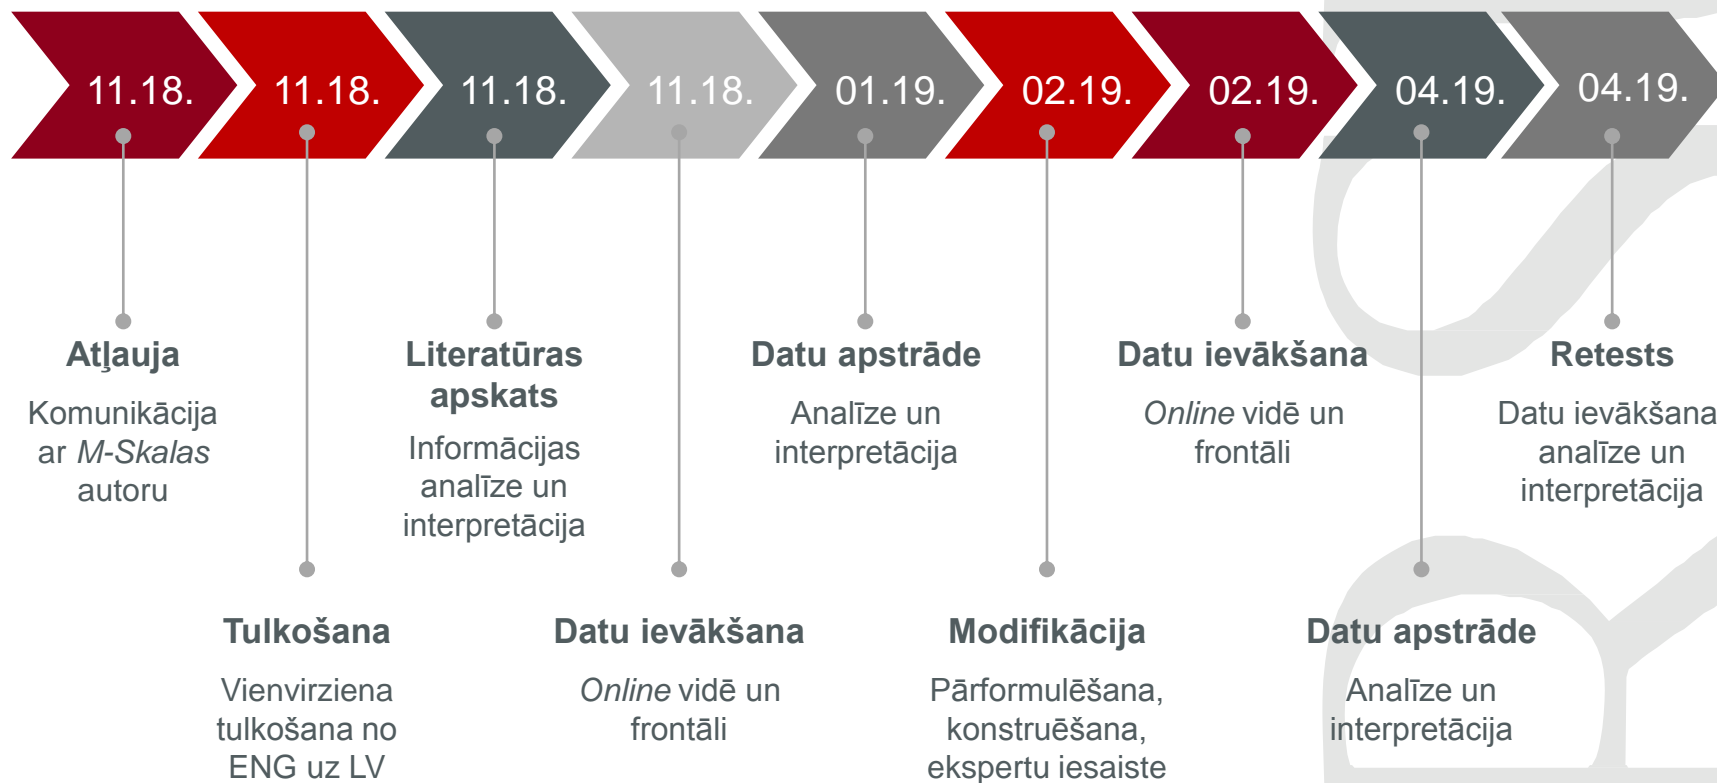 11.18.
11.18.
11.18.
11.18.
01.19.
02.19.
02.19.
04.19.
04.19.
Atļauja
Komunikācija
ar M-Skalas
autoru
Literatūras
apskats
Informācijas
analīze un
interpretācija
Datu apstrāde
Analīze un
interpretācija
Datu ievākšana
Online vidē un
frontāli
Retests
Datu ievākšana
analīze un
interpretācija
Tulkošana
Vienvirziena
tulkošana no
ENG uz LV
Datu ievākšana
Online vidē un
frontāli
Modifikācija
Pārformulēšana,
konstruēšana,
ekspertu iesaiste
Datu apstrāde
Analīze un
interpretācija